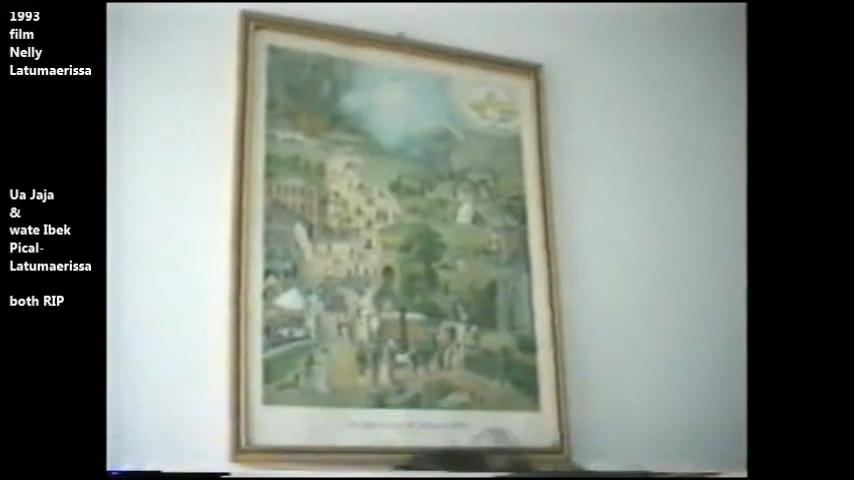 1993
film
Nelly
Latumaerissa
Ua Jaja
&
wate Ibek
Pical-
Latumaerissa
both RIP